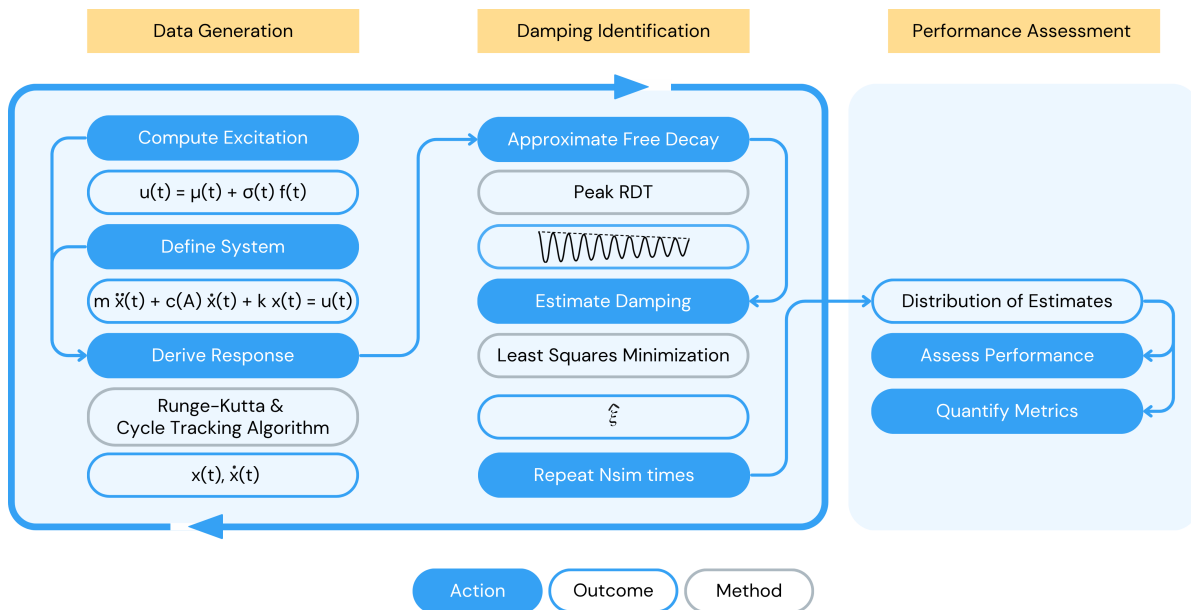 Data Generation
Damping Identification
Performance Assessment
Compute Excitation
u(t) = μ(t) + σ(t) f(t)
Define System
m ẍ(t) + c(A) ẋ(t) + k x(t) = u(t)
Derive Response
Runge-Kutta &
Cycle Tracking Algorithm
x(t), ẋ(t)
Approximate Free Decay
Peak RDT
Estimate Damping
Least Squares Minimization
ξ̂
Repeat Nsim times
Distribution of Estimates
Assess Performance
Quantify Metrics
Action
Outcome
Method